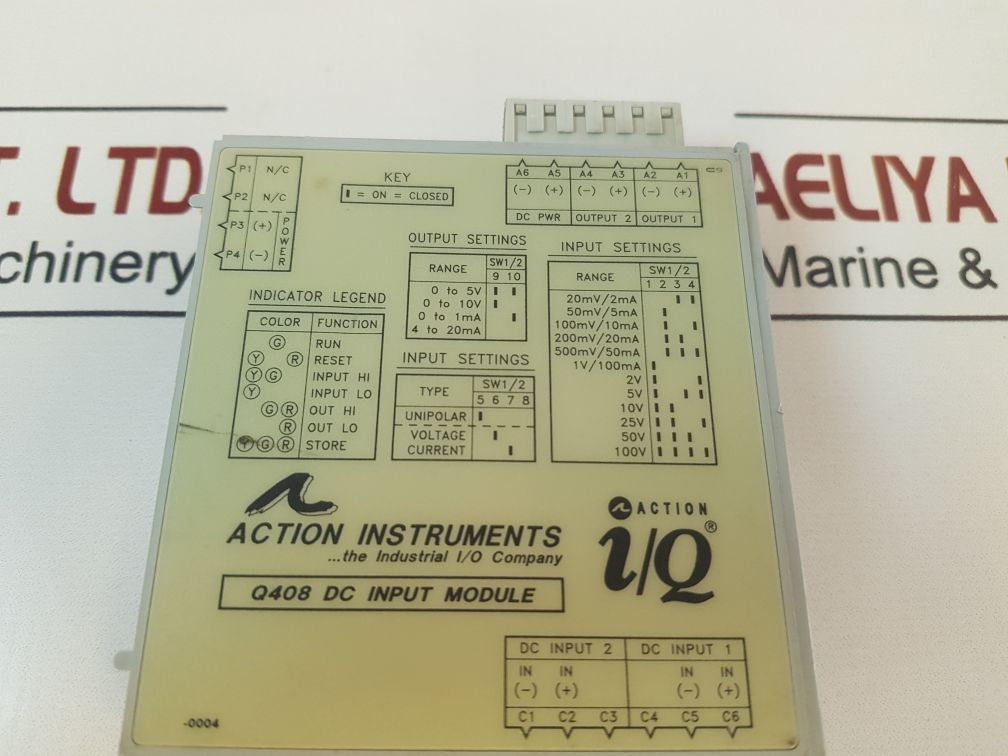 T. LTD
AELIYA
chinery
Marine &
P1 N/C
P2 N/C
P3 (+)
P4 (-)
POWER
KEY
▮ = ON = CLOSED
A6 A5 A4 A3 A2 A1
(-) (+) (-) (+) (-) (+)
DC PWR OUTPUT 2 OUTPUT 1
OUTPUT SETTINGS
RANGE SW1/2
9 10
0 to 5V ▮ ▮
0 to 10V ▮
0 to 1mA ▮
4 to 20mA
INPUT SETTINGS
RANGE SW1/2
1 2 3 4
20mV/2mA
50mV/5mA
100mV/10mA
200mV/20mA
500mV/50mA
1V/100mA
2V
5V
10V
25V
50V
100V
INDICATOR LEGEND
COLOR FUNCTION
G RUN
Y R RESET
Y G INPUT HI
Y INPUT LO
G R OUT HI
R OUT LO
Y G R STORE
INPUT SETTINGS
TYPE SW1/2
5 6 7 8
UNIPOLAR ▮
VOLTAGE ▮
CURRENT ▮
ACTION INSTRUMENTS
...the Industrial I/O Company
Q408 DC INPUT MODULE
ACTION
i/Q®
DC INPUT 2 DC INPUT 1
IN IN IN IN
(-) (+) (-) (+)
C1 C2 C3 C4 C5 C6
-0004